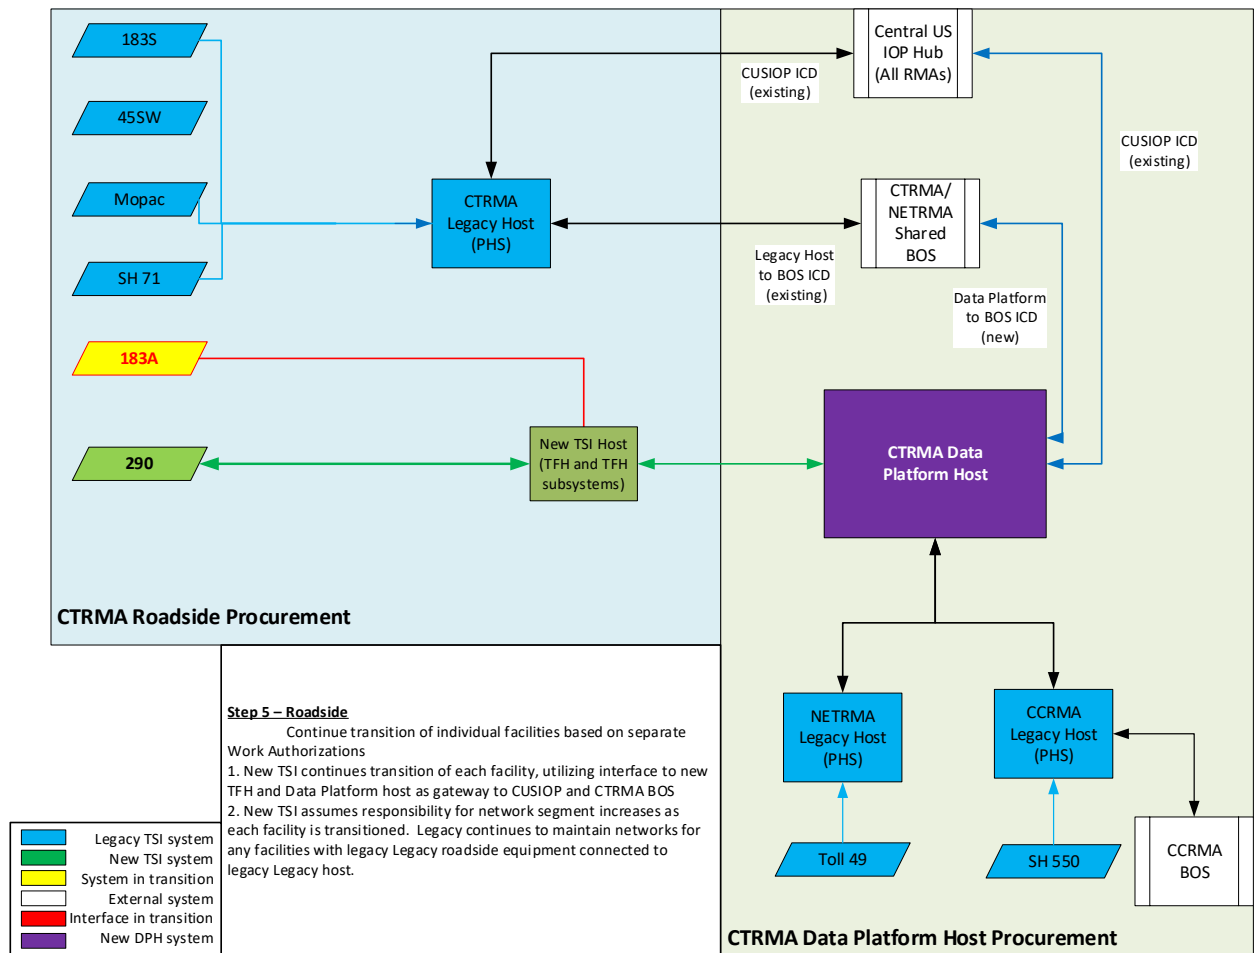 183S
45SW
Mopac
SH 71
183A
290
CTRMA
Legacy Host
(PHS)
New TSI Host
(TFH and TFH
subsystems)
CTRMA Roadside Procurement
Central US
IOP Hub
(All RMAs)
CUSIOP ICD
(existing)
CUSIOP ICD
(existing)
CTRMA/
NETRMA
Shared
BOS
Legacy Host
to BOS ICD
(existing)
Data Platform
to BOS ICD
(new)
CTRMA Data
Platform Host
NETRMA
Legacy Host
(PHS)
CCRMA
Legacy Host
(PHS)
Toll 49
SH 550
CCRMA
BOS
CTRMA Data Platform Host Procurement
Step 5 – Roadside
Continue transition of individual facilities based on separate
Work Authorizations
1. New TSI continues transition of each facility, utilizing interface to new
TFH and Data Platform host as gateway to CUSIOP and CTRMA BOS
2. New TSI assumes responsibility for network segment increases as
each facility is transitioned.  Legacy continues to maintain networks for
any facilities with legacy Legacy roadside equipment connected to
legacy Legacy host.
Legacy TSI system
New TSI system
System in transition
External system
Interface in transition
New DPH system